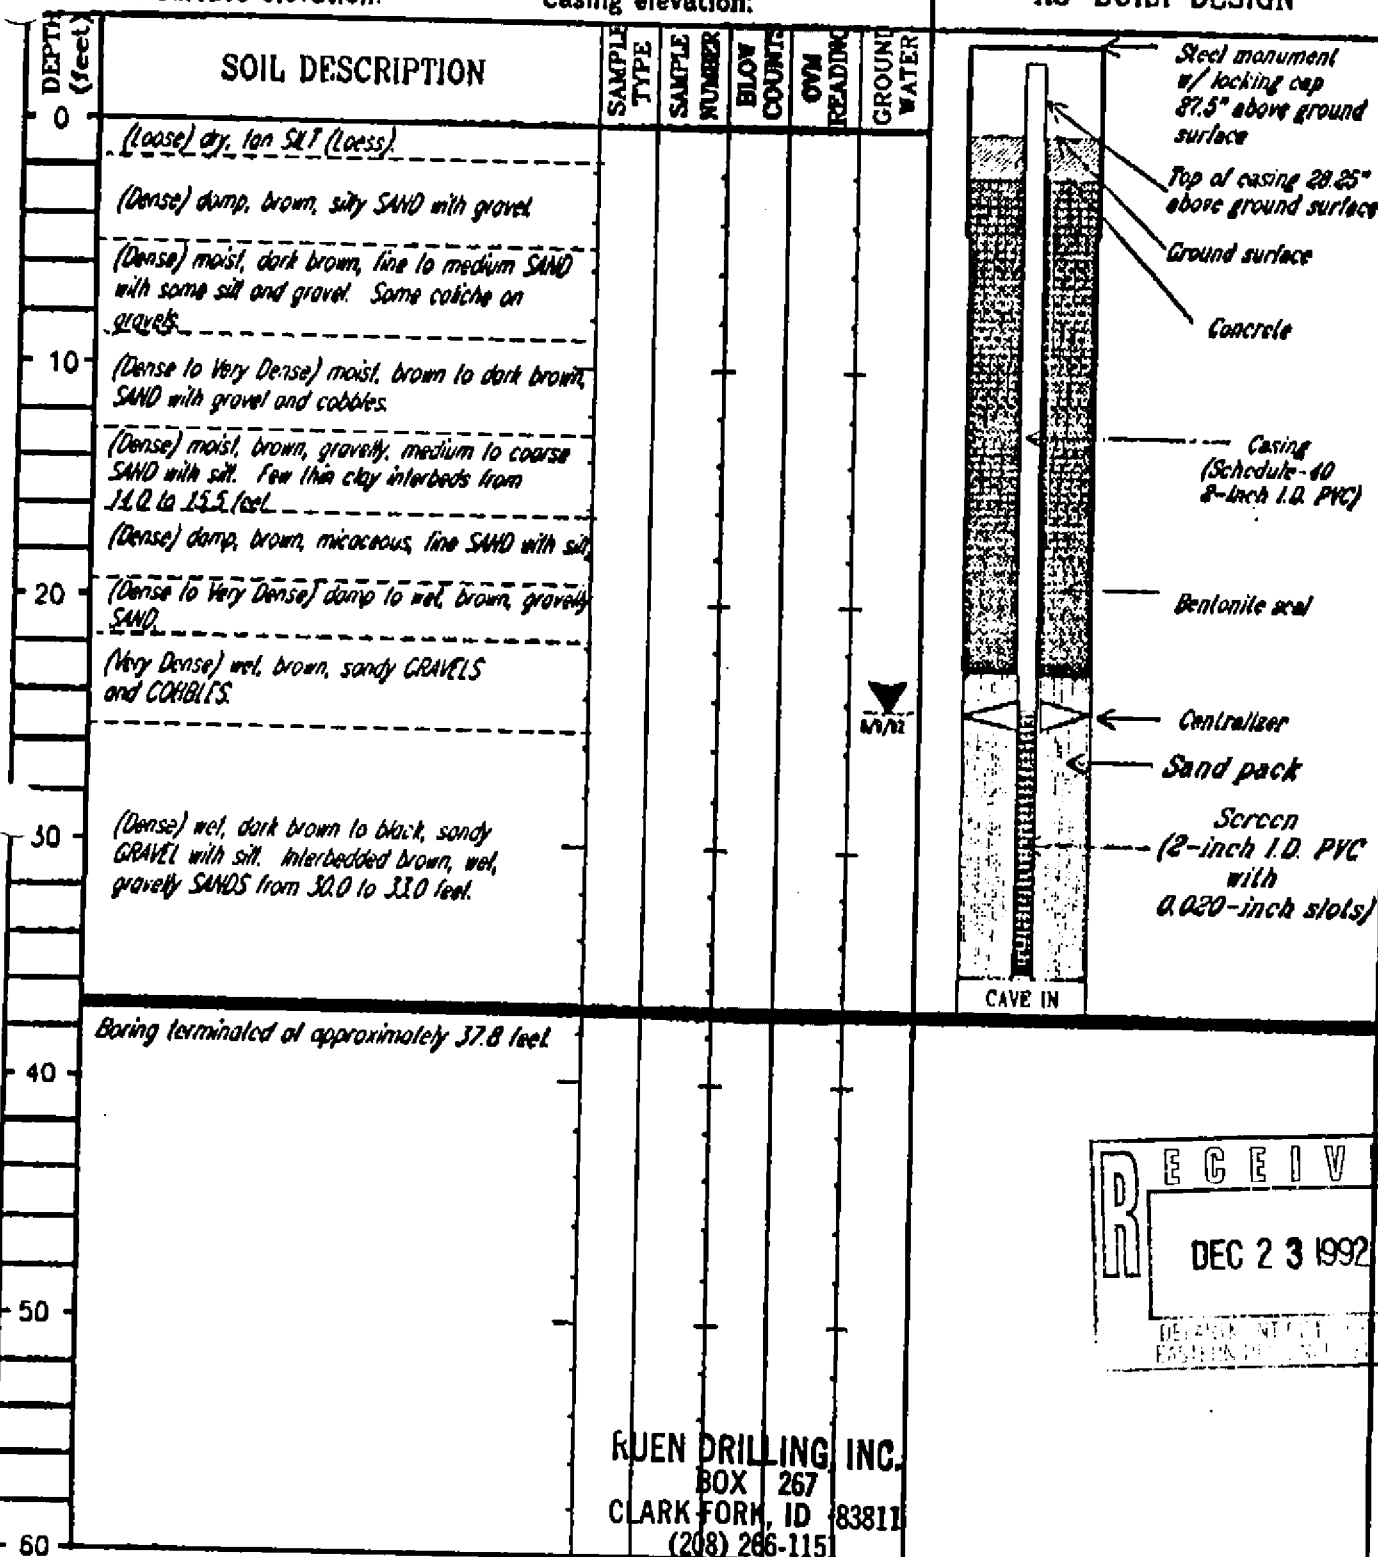 Casing elevation:
DEPTH (feet)
SOIL DESCRIPTION
SAMPLE TYPE
SAMPLE NUMBER
BLOW COUNTS
OVM READING
GROUND WATER
0
(Loose) dry, tan SILT (Loess).
(Dense) damp, brown, silty SAND with gravel.
(Dense) moist, dark brown, fine to medium SAND
with some silt and gravel. Some caliche on
gravels.
10
(Dense to Very Dense) moist, brown to dark brown,
SAND with gravel and cobbles.
(Dense) moist, brown, gravelly, medium to coarse
SAND with silt. Few thin clay interbeds from
14.0 to 15.5 feet.
(Dense) damp, brown, micaceous, fine SAND with silt.
20
(Dense to Very Dense) damp to wet, brown, gravelly
SAND.
(Very Dense) wet, brown, sandy GRAVELS
and COBBLES.
30
(Dense) wet, dark brown to black, sandy
GRAVEL with silt. Interbedded brown, wet,
gravelly SANDS from 30.0 to 33.0 feet.
Boring terminated at approximately 37.8 feet.
40
50
60
AS-BUILT DESIGN
Steel monument
w/ locking cap
87.5" above ground
surface
Top of casing 28.25"
above ground surface
Ground surface
Concrete
Casing
(Schedule-40
2-inch I.D. PVC)
Bentonite seal
Centralizer
Sand pack
Screen
(2-inch I.D. PVC
with
0.020-inch slots)
CAVE IN
RECEIV
DEC 23 1992
RUEN DRILLING, INC.
BOX 267
CLARK FORK, ID 83811
(208) 266-1151